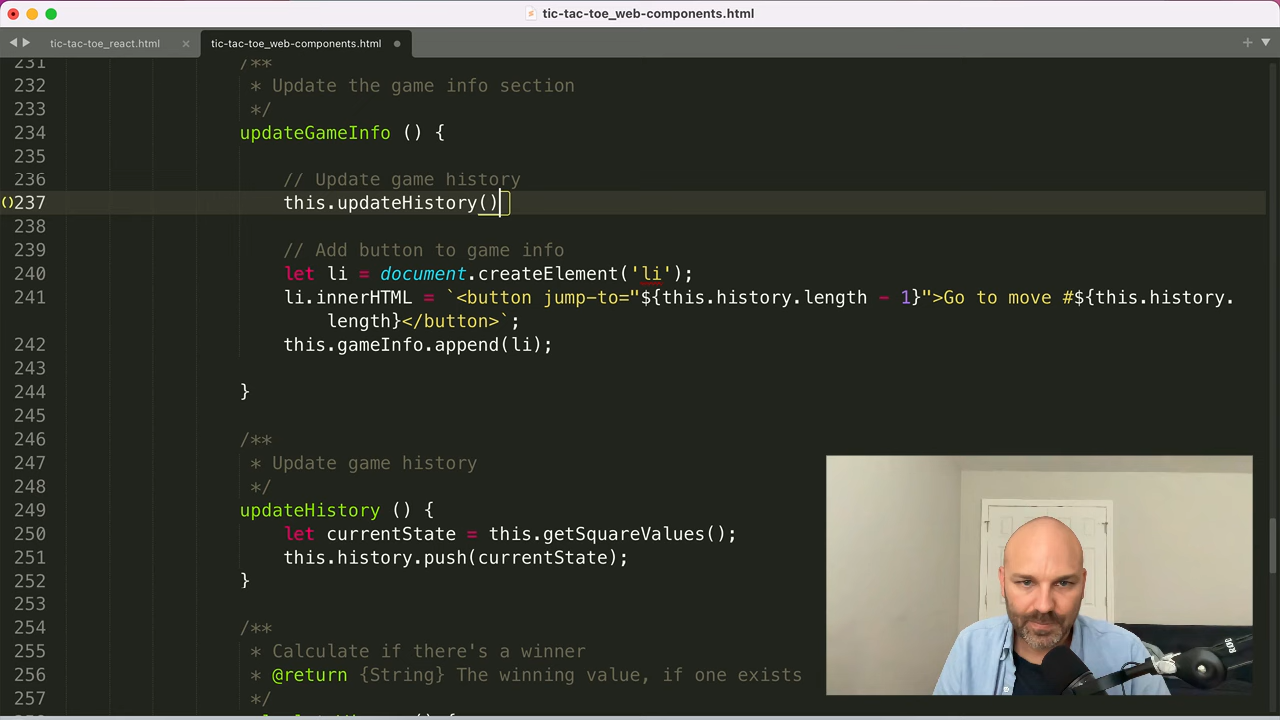 tic-tac-toe_web-components.html
tic-tac-toe_react.html
tic-tac-toe_web-components.html
231 /**
232 * Update the game info section
233 */
234 updateGameInfo () {
235
236 // Update game history
()237 this.updateHistory()
238
239 // Add button to game info
240 let li = document.createElement('li');
241 li.innerHTML = `<button jump-to="${this.history.length - 1}">Go to move #${this.history.
length}</button>`;
242 this.gameInfo.append(li);
243
244 }
245
246 /**
247 * Update game history
248 */
249 updateHistory () {
250 let currentState = this.getSquareValues();
251 this.history.push(currentState);
252 }
253
254 /**
255 * Calculate if there's a winner
256 * @return {String} The winning value, if one exists
257 */